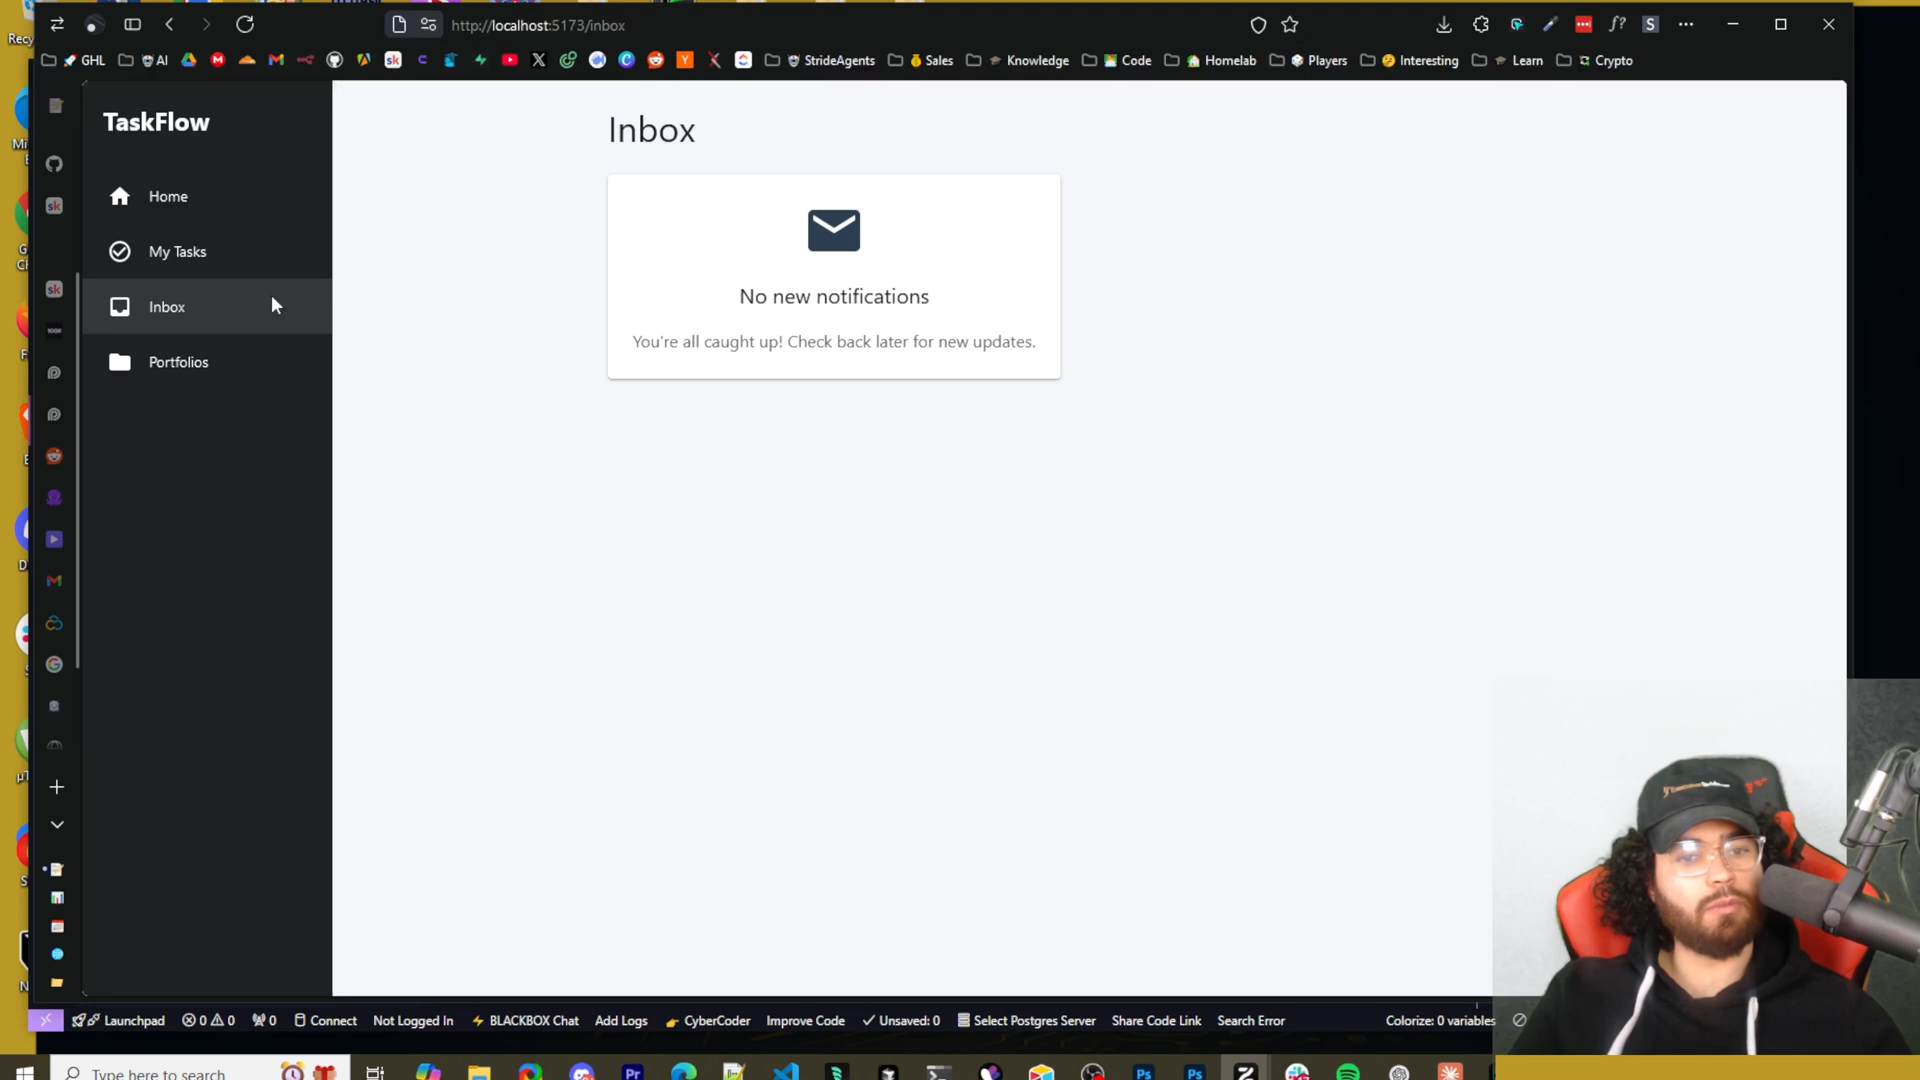 Recy
http://localhost:5173/inbox
GHL
AI
StrideAgents
Sales
Knowledge
Code
Homelab
Players
Interesting
Learn
Crypto
TaskFlow
Home
My Tasks
Inbox
Portfolios
Inbox
No new notifications
You're all caught up! Check back later for new updates.
Launchpad
0
0
0
Connect
Not Logged In
BLACKBOX Chat
Add Logs
CyberCoder
Improve Code
Unsaved: 0
Select Postgres Server
Share Code Link
Search Error
Colorize: 0 variables
Type here to search